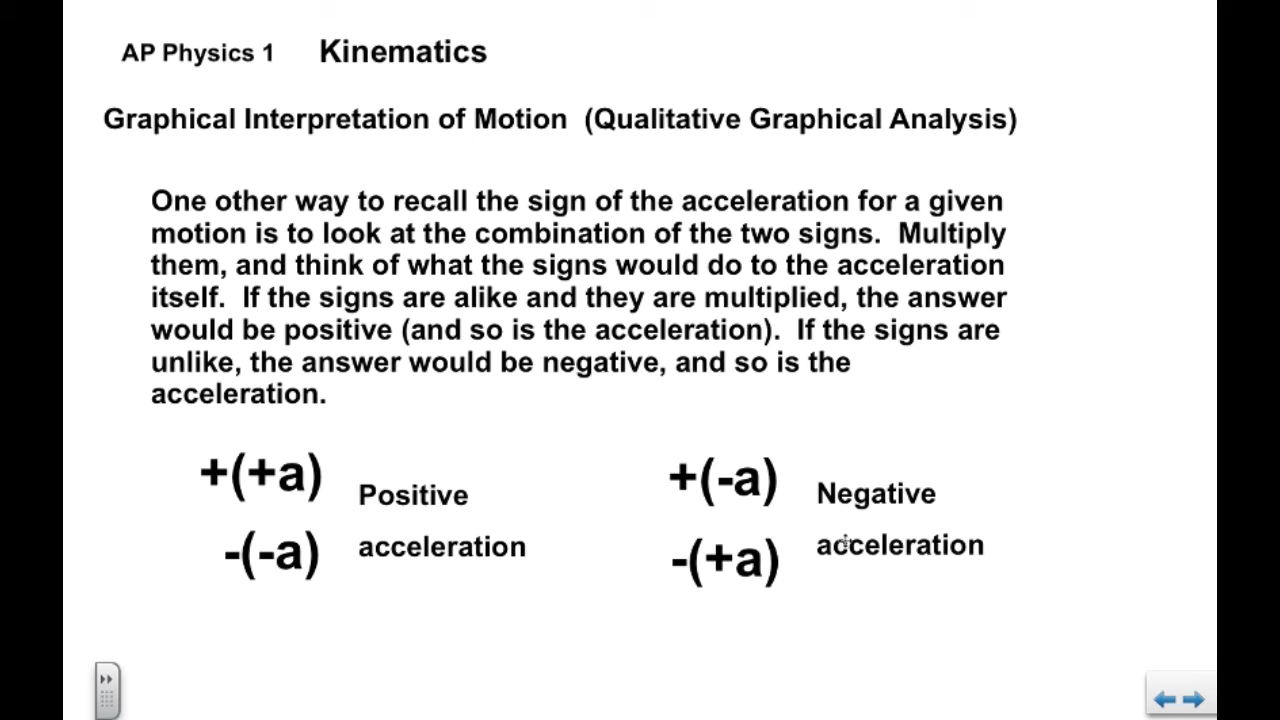 AP Physics 1 Kinematics
Graphical Interpretation of Motion (Qualitative Graphical Analysis)
One other way to recall the sign of the acceleration for a given
motion is to look at the combination of the two signs. Multiply
them, and think of what the signs would do to the acceleration
itself. If the signs are alike and they are multiplied, the answer
would be positive (and so is the acceleration). If the signs are
unlike, the answer would be negative, and so is the
acceleration.
+(+a) Positive
-(-a) acceleration
+(-a) Negative
-(+a) acceleration